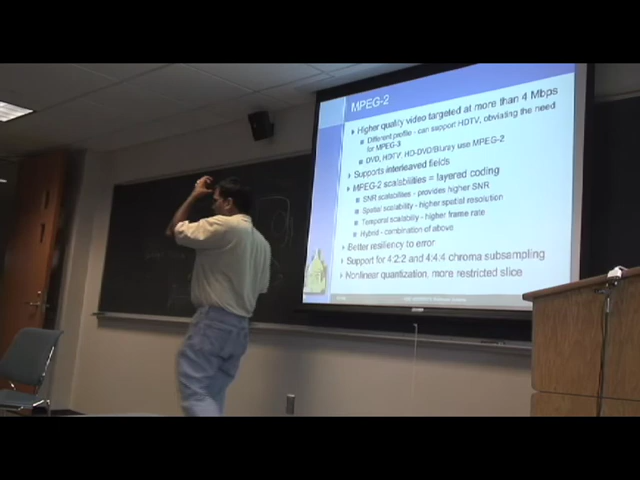 MPEG-2
Higher quality video targeted at more than 4 Mbps
Different profile - can support HDTV, obviating the need
for MPEG-3
DVD, HDTV, HD-DVD/Bluray use MPEG-2
Supports interleaved fields
MPEG-2 scalabilities = layered coding
SNR scalabilities - provides higher SNR
Spatial scalability - higher spatial resolution
Temporal scalability - higher frame rate
Hybrid - combination of above
Better resiliency to error
Support for 4:2:2 and 4:4:4 chroma subsampling
Nonlinear quantization, more restricted slice